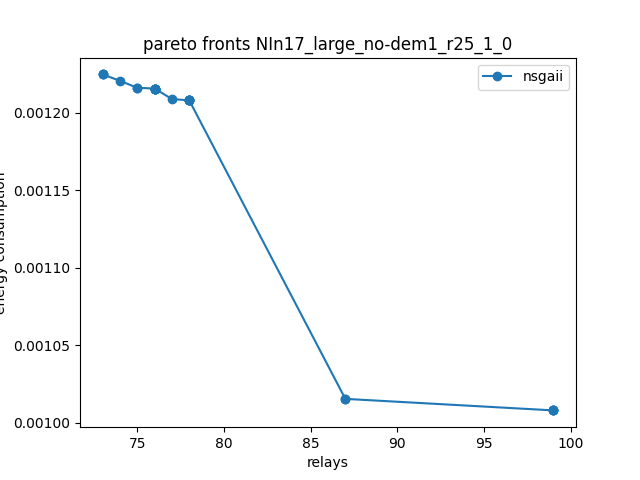 pareto fronts NIn17_large_no-dem1_r25_1_0
nsgaii
0.00120
0.00115
0.00110
0.00105
0.00100
energy consumption
75 80 85 90 95 100
relays